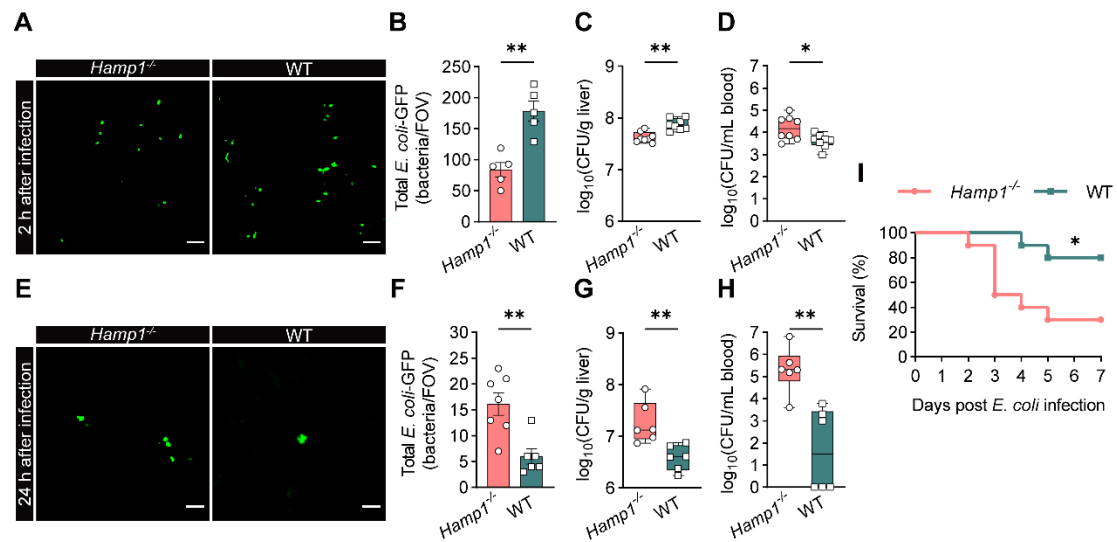 A
Hamp1-/-
WT
2 h after infection
B
Total E. coli-GFP
(bacteria/FOV)
250
200
150
100
50
0
**
Hamp1-/-
WT
C
log10(CFU/g liver)
9
8
7
6
**
Hamp1-/-
WT
D
log10(CFU/mL blood)
7
6
5
4
3
2
1
0
*
Hamp1-/-
WT
E
Hamp1-/-
WT
24 h after infection
F
Total E. coli-GFP
(bacteria/FOV)
30
25
20
15
10
5
0
**
Hamp1-/-
WT
G
log10(CFU/g liver)
9
8
7
6
**
Hamp1-/-
WT
H
log10(CFU/mL blood)
7
6
5
4
3
2
1
0
**
Hamp1-/-
WT
I
Hamp1-/-
WT
Survival (%)
100
80
60
40
20
100
*
0
2
3
4
5
6
7
Days post E. coli infection